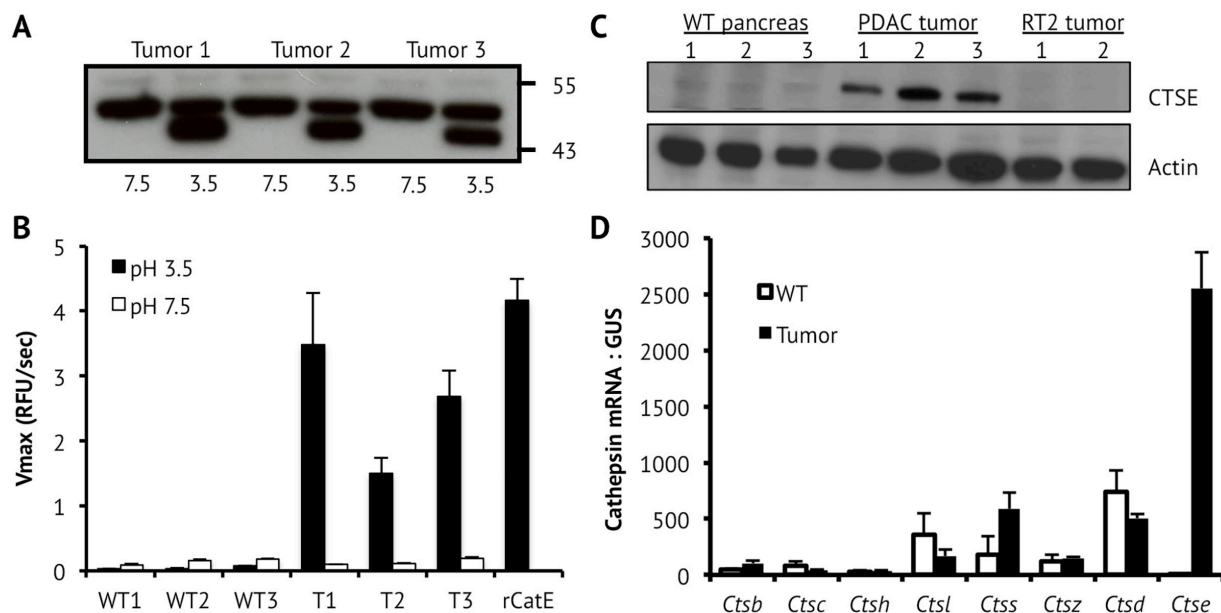 A
Tumor 1 Tumor 2 Tumor 3
55
43
7.5 3.5 7.5 3.5 7.5 3.5
B
Vmax (RFU/sec)
5
4
3
2
1
0
pH 3.5
pH 7.5
WT1 WT2 WT3 T1 T2 T3 rCatE
C
WT pancreas PDAC tumor RT2 tumor
1 2 3 1 2 3 1 2
CTSE
Actin
D
Cathepsin mRNA : GUS
3000
2500
2000
1500
1000
500
0
WT
Tumor
Ctsb Ctsc Ctsh Ctsl Ctss Ctsz Ctsd Ctse